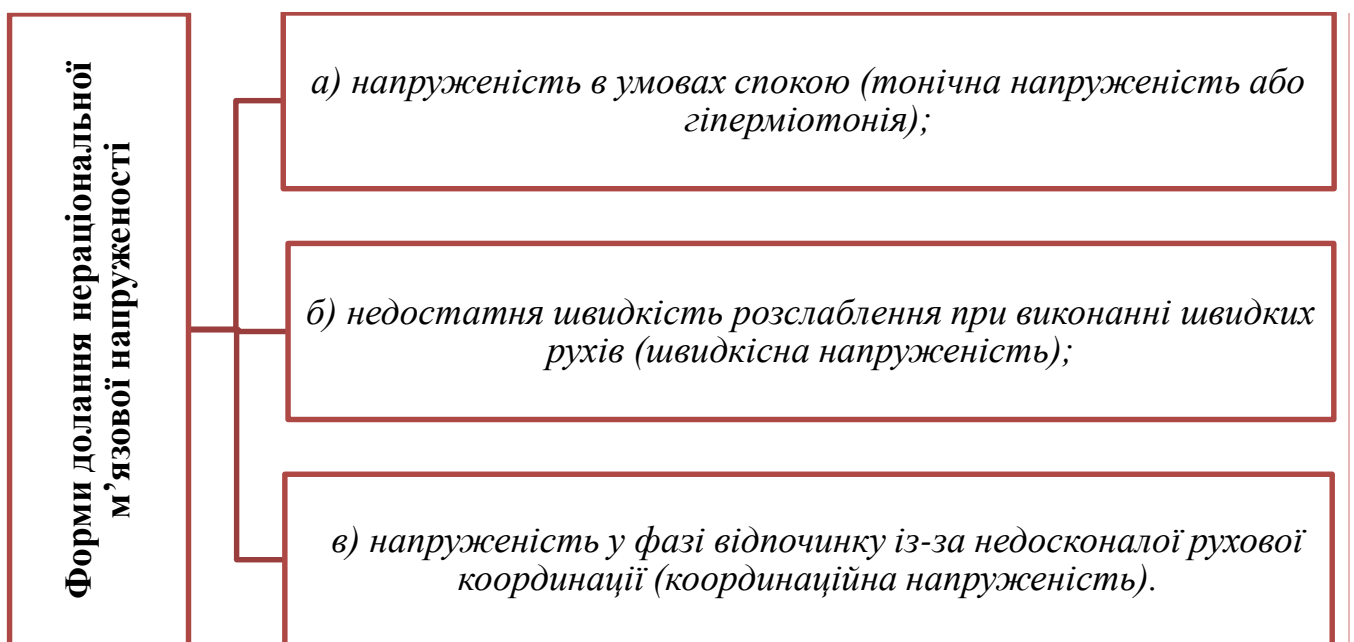 Форми долання нераціональної
м’язової напруженості
а) напруженість в умовах спокою (тонічна напруженість або
гіперміотонія);
б) недостатня швидкість розслаблення при виконанні швидких
рухів (швидкісна напруженість);
в) напруженість у фазі відпочинку із-за недосконалої рухової
координації (координаційна напруженість).